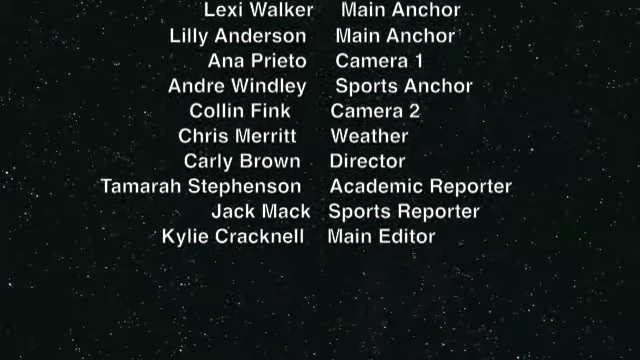 Lexi Walker Main Anchor
Lilly Anderson Main Anchor
Ana Prieto Camera 1
Andre Windley Sports Anchor
Collin Fink Camera 2
Chris Merritt Weather
Carly Brown Director
Tamarah Stephenson Academic Reporter
Jack Mack Sports Reporter
Kylie Cracknell Main Editor